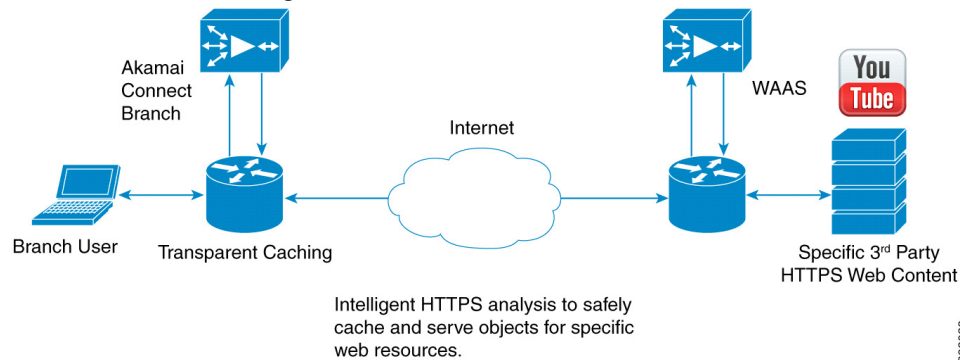 Akamai
Connect
Branch
WAAS
You
Tube
Internet
Branch User
Transparent Caching
Specific 3rd Party
HTTPS Web Content
Intelligent HTTPS analysis to safely
cache and serve objects for specific
web resources.